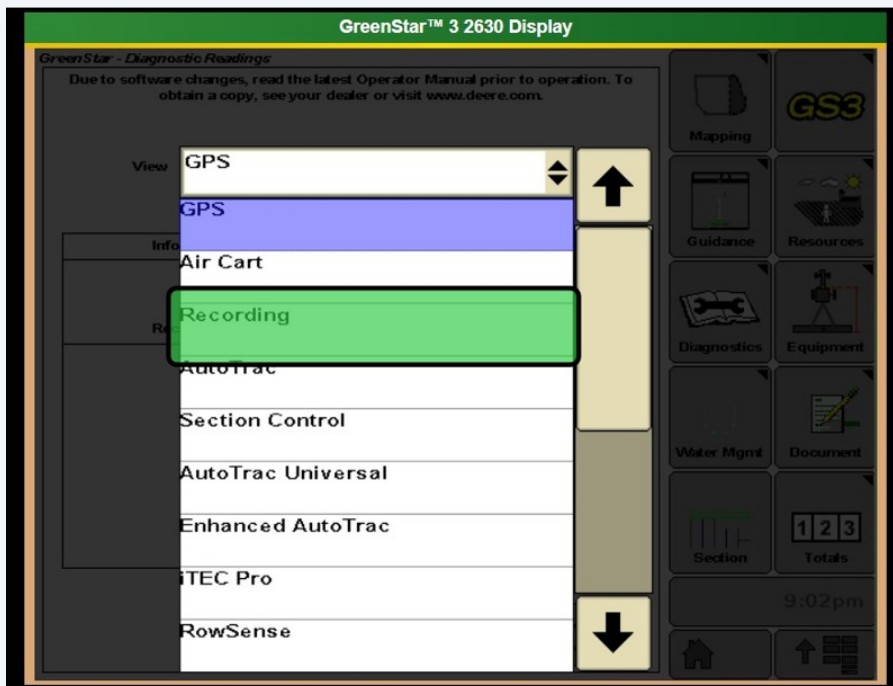 GreenStar™ 3 2630 Display
GreenStar - Diagnostic Readings
Due to software changes, read the latest Operator Manual prior to operation. To
obtain a copy, see your dealer or visit www.deere.com.
View
GPS
GPS
Air Cart
Recording
AutoTrac
Section Control
AutoTrac Universal
Enhanced AutoTrac
iTEC Pro
RowSense
Mapping
GS3
Guidance
Resources
Diagnostics
Equipment
Water Mgmt
Document
Section
1 2 3
Totals
9:02pm